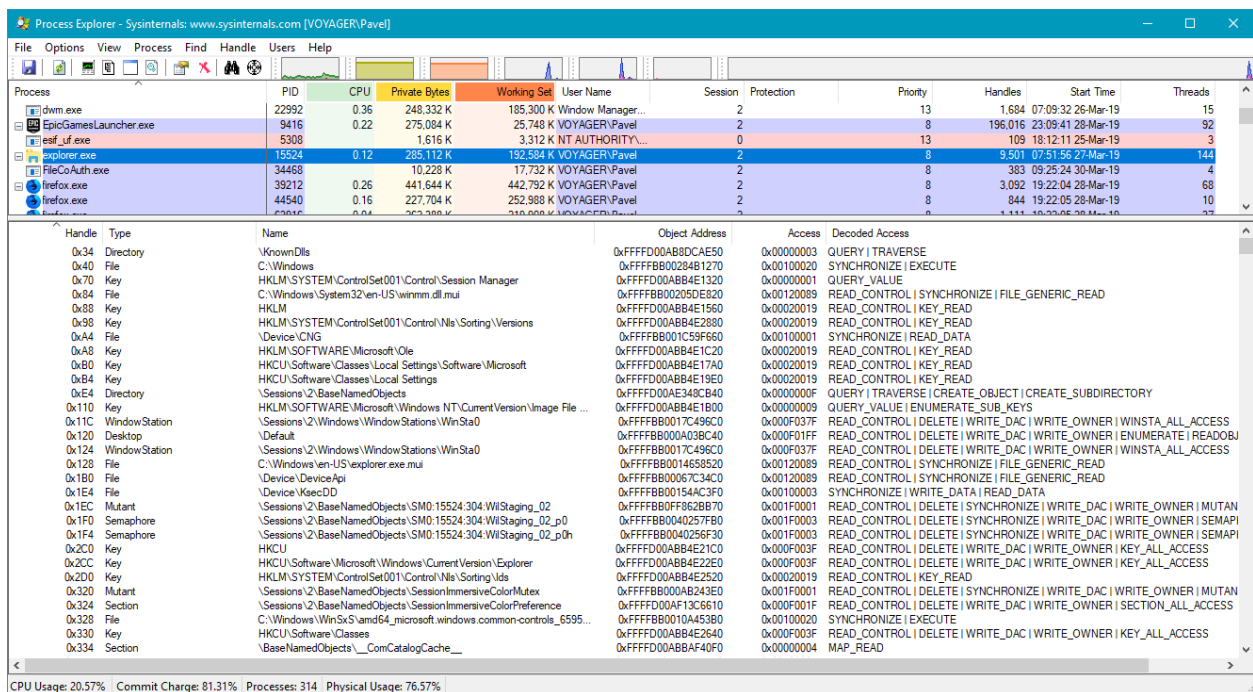 Process Explorer - Sysinternals: www.sysinternals.com [VOYAGER\Pavel]
File Options View Process Find Handle Users Help
Process PID CPU Private Bytes Working Set User Name Session Protection Priority Handles Start Time Threads
dwm.exe 22992 0.36 248,332 K 185,300 K Window Manager... 2 13 1,684 07:09:32 26-Mar-19 15
EpicGamesLauncher.exe 9416 0.22 275,084 K 25,748 K VOYAGER\Pavel 2 8 196,016 23:09:41 28-Mar-19 92
esif_uf.exe 5308 1,616 K 3,312 K NT AUTHORITY\... 0 13 109 18:12:11 25-Mar-19 3
explorer.exe 15524 0.12 285,112 K 192,584 K VOYAGER\Pavel 2 8 9,501 07:51:56 27-Mar-19 144
FileCoAuth.exe 34468 10,228 K 17,732 K VOYAGER\Pavel 2 8 383 09:25:24 30-Mar-19 4
firefox.exe 39212 0.26 441,644 K 442,792 K VOYAGER\Pavel 2 8 3,092 19:22:04 28-Mar-19 68
firefox.exe 44540 0.16 227,704 K 252,988 K VOYAGER\Pavel 2 8 844 19:22:05 28-Mar-19 10
Handle Type Name Object Address Access Decoded Access
0x34 Directory \KnownDlls 0xFFFFD00AB8DCAE50 0x00000003 QUERY | TRAVERSE
0x40 File C:\Windows 0xFFFFBB00284B1270 0x00100020 SYNCHRONIZE | EXECUTE
0x70 Key HKLM\SYSTEM\ControlSet001\Control\Session Manager 0xFFFFD00ABB4E1320 0x00000001 QUERY_VALUE
0x84 File C:\Windows\System32\en-US\winmm.dll.mui 0xFFFFBB00205DE820 0x00120089 READ_CONTROL | SYNCHRONIZE | FILE_GENERIC_READ
0x88 Key HKLM 0xFFFFD00ABB4E1560 0x00020019 READ_CONTROL | KEY_READ
0x98 Key HKLM\SYSTEM\ControlSet001\Control\Nls\Sorting\Versions 0xFFFFD00ABB4E2880 0x00020019 READ_CONTROL | KEY_READ
0xA4 File \Device\CNG 0xFFFFBB001C59F660 0x00100001 SYNCHRONIZE | READ_DATA
0xA8 Key HKLM\SOFTWARE\Microsoft\Ole 0xFFFFD00ABB4E1C20 0x00020019 READ_CONTROL | KEY_READ
0xB0 Key HKCU\Software\Classes\Local Settings\Software\Microsoft 0xFFFFD00ABB4E17A0 0x00020019 READ_CONTROL | KEY_READ
0xB4 Key HKCU\Software\Classes\Local Settings 0xFFFFD00ABB4E19E0 0x00020019 READ_CONTROL | KEY_READ
0xE4 Directory \Sessions\2\BaseNamedObjects 0xFFFFD00AE348CB40 0x0000000F QUERY | TRAVERSE | CREATE_OBJECT | CREATE_SUBDIRECTORY
0x110 Key HKLM\SOFTWARE\Microsoft\Windows NT\CurrentVersion\Image File ... 0xFFFFD00ABB4E1B00 0x00000009 QUERY_VALUE | ENUMERATE_SUB_KEYS
0x11C WindowStation \Sessions\2\Windows\WindowStations\WinSta0 0xFFFFBB0017C496C0 0x000F037F READ_CONTROL | DELETE | WRITE_DAC | WRITE_OWNER | WINSTA_ALL_ACCESS
0x120 Desktop \Default 0xFFFFBB000A03BC40 0x000F01FF READ_CONTROL | DELETE | WRITE_DAC | WRITE_OWNER | ENUMERATE | READOBJ
0x124 WindowStation \Sessions\2\Windows\WindowStations\WinSta0 0xFFFFBB0017C496C0 0x000F037F READ_CONTROL | DELETE | WRITE_DAC | WRITE_OWNER | WINSTA_ALL_ACCESS
0x128 File C:\Windows\en-US\explorer.exe.mui 0xFFFFBB0014658520 0x00120089 READ_CONTROL | SYNCHRONIZE | FILE_GENERIC_READ
0x1B0 File \Device\DeviceApi 0xFFFFBB00067C34C0 0x00120089 READ_CONTROL | SYNCHRONIZE | FILE_GENERIC_READ
0x1E4 File \Device\KsecDD 0xFFFFBB00154AC3F0 0x00100003 SYNCHRONIZE | WRITE_DATA | READ_DATA
0x1EC Mutant \Sessions\2\BaseNamedObjects\SM0:15524:304:WilStaging_02 0xFFFFBB0FF862BB70 0x001F0001 READ_CONTROL | DELETE | SYNCHRONIZE | WRITE_DAC | WRITE_OWNER | MUTAN
0x1F0 Semaphore \Sessions\2\BaseNamedObjects\SM0:15524:304:WilStaging_02_p0 0xFFFFBB0040257FB0 0x001F0003 READ_CONTROL | DELETE | SYNCHRONIZE | WRITE_DAC | WRITE_OWNER | SEMAPI
0x1F4 Semaphore \Sessions\2\BaseNamedObjects\SM0:15524:304:WilStaging_02_p0h 0xFFFFBB0040256F30 0x001F0003 READ_CONTROL | DELETE | SYNCHRONIZE | WRITE_DAC | WRITE_OWNER | SEMAPI
0x2C0 Key HKCU 0xFFFFD00ABB4E21C0 0x000F003F READ_CONTROL | DELETE | WRITE_DAC | WRITE_OWNER | KEY_ALL_ACCESS
0x2CC Key HKCU\Software\Microsoft\Windows\CurrentVersion\Explorer 0xFFFFD00ABB4E22E0 0x000F003F READ_CONTROL | DELETE | WRITE_DAC | WRITE_OWNER | KEY_ALL_ACCESS
0x2D0 Key HKLM\SYSTEM\ControlSet001\Control\Nls\Sorting\Ids 0xFFFFD00ABB4E2520 0x00020019 READ_CONTROL | KEY_READ
0x320 Mutant \Sessions\2\BaseNamedObjects\SessionImmersiveColorMutex 0xFFFFBB000AB243E0 0x001F0001 READ_CONTROL | DELETE | SYNCHRONIZE | WRITE_DAC | WRITE_OWNER | MUTAN
0x324 Section \Sessions\2\BaseNamedObjects\SessionImmersiveColorPreference 0xFFFFD00AF13C6610 0x000F001F READ_CONTROL | DELETE | WRITE_DAC | WRITE_OWNER | SECTION_ALL_ACCESS
0x328 File C:\Windows\WinSxS\amd64_microsoft.windows.common-controls_6595... 0xFFFFBB0010A453B0 0x00100020 SYNCHRONIZE | EXECUTE
0x330 Key HKCU\Software\Classes 0xFFFFD00ABB4E2640 0x000F003F READ_CONTROL | DELETE | WRITE_DAC | WRITE_OWNER | KEY_ALL_ACCESS
0x334 Section \BaseNamedObjects\__ComCatalogCache__ 0xFFFFD00ABBAF40F0 0x00000004 MAP_READ
CPU Usage: 20.57% Commit Charge: 81.31% Processes: 314 Physical Usage: 76.57%